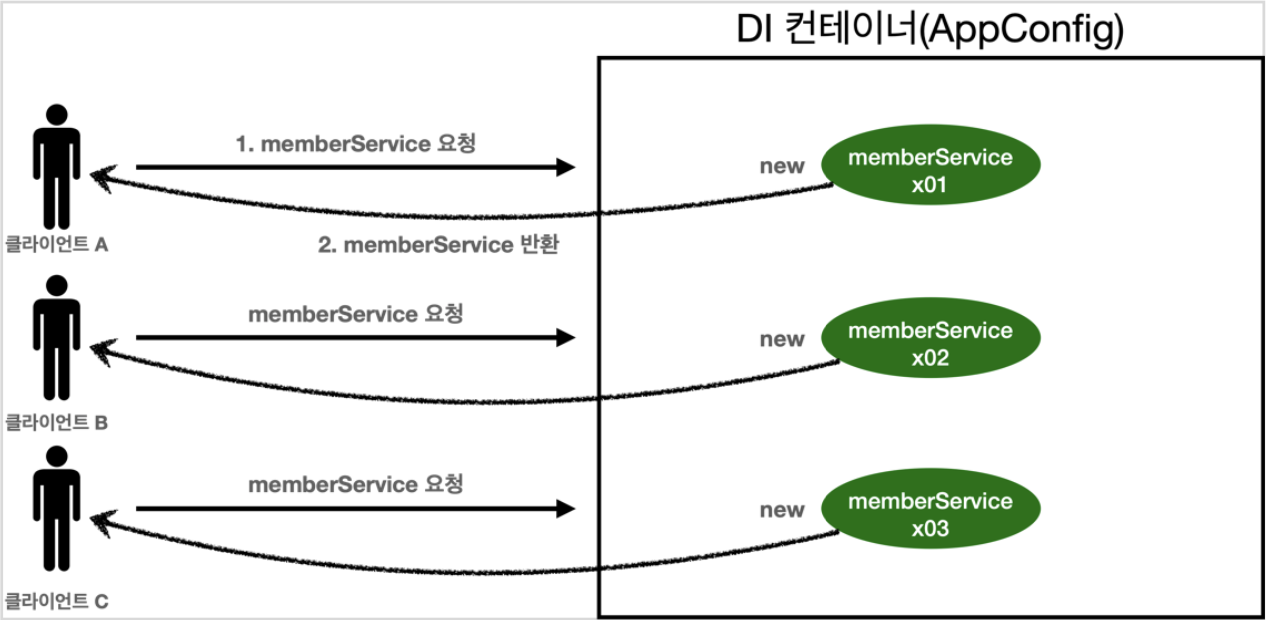 DI 컨테이너(AppConfig)
1. memberService 요청
new
memberService
x01
클라이언트 A
2. memberService 반환
memberService 요청
new
memberService
x02
클라이언트 B
memberService 요청
new
memberService
x03
클라이언트 C